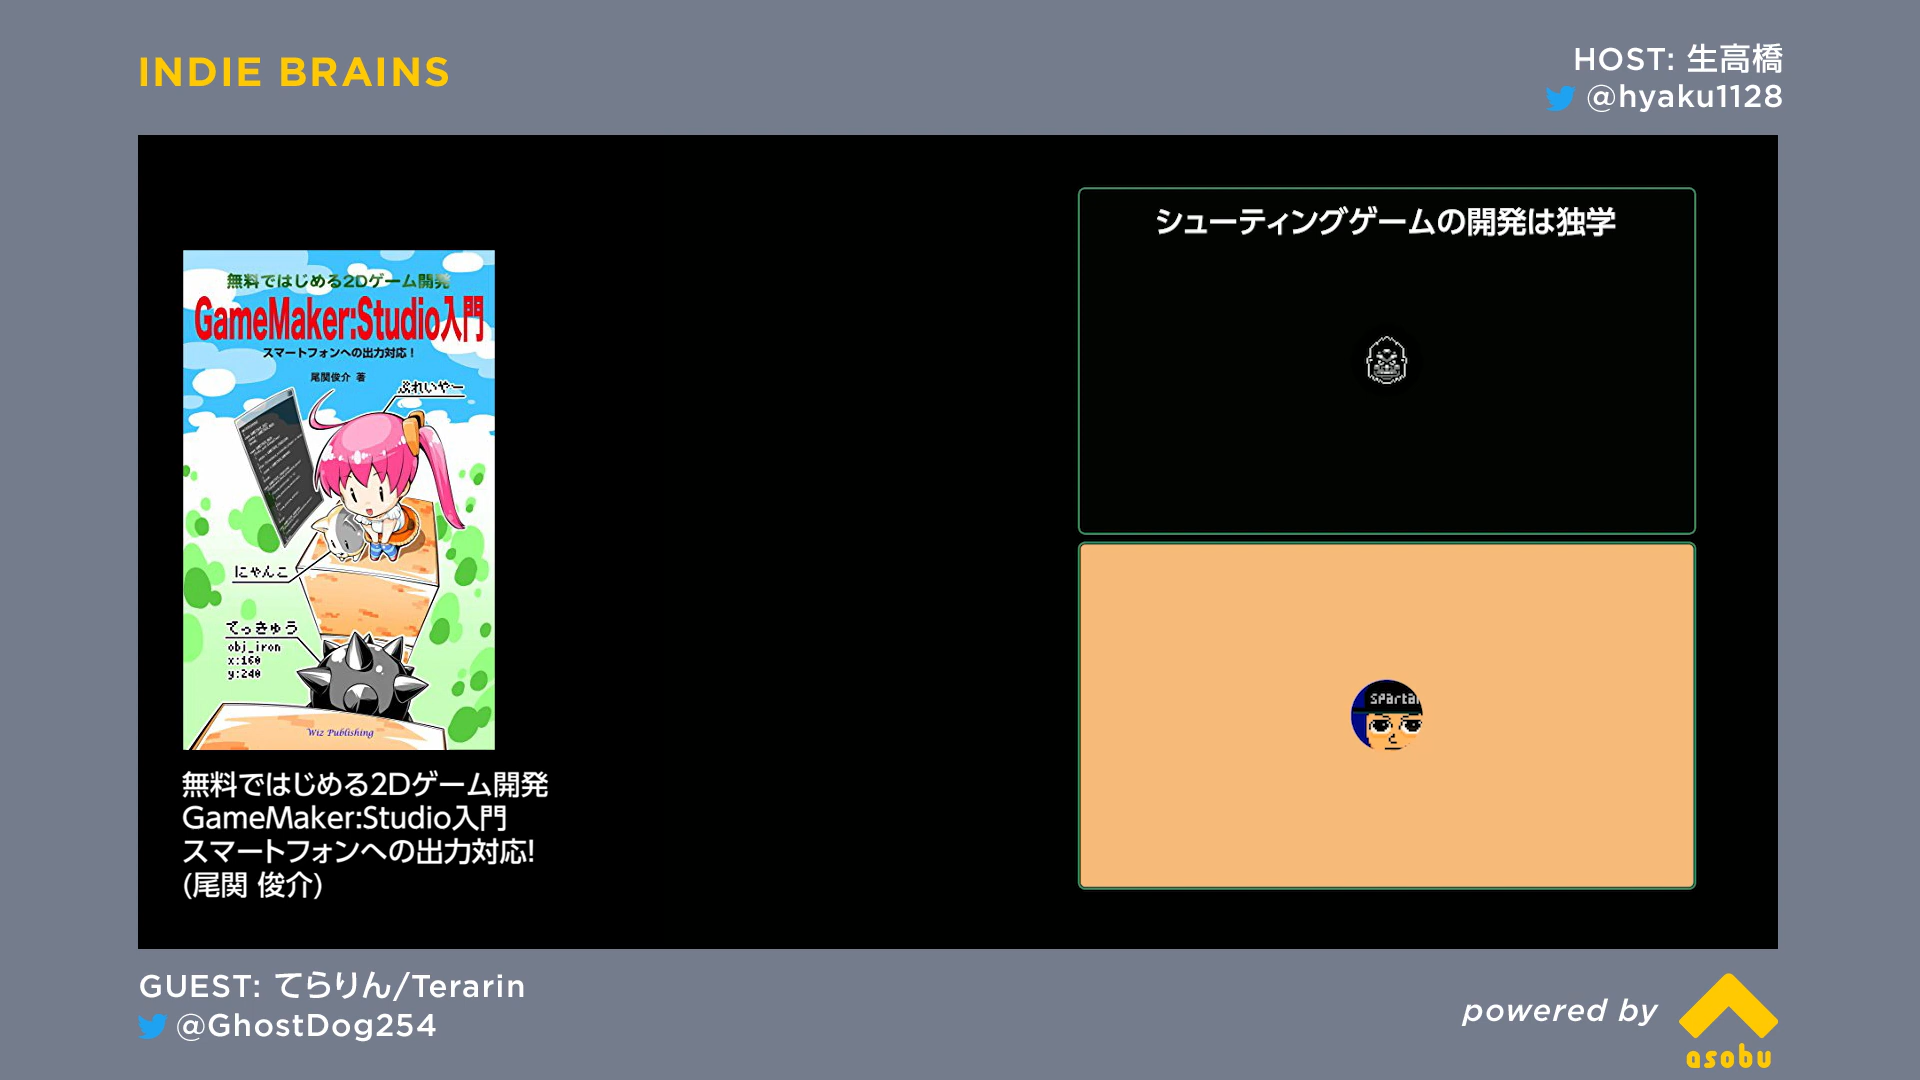 INDIE BRAINS
HOST: 生高橋
@hyaku1128
シューティングゲームの開発は独学
無料ではじめる2Dゲーム開発
GameMaker:Studio入門
スマートフォンへの出力対応！
尾関俊介 著
ぷれいやー
にゃんこ
てっきゅう
obj_iron
x:160
y:240
Wiz Publishing
無料ではじめる2Dゲーム開発
GameMaker:Studio入門
スマートフォンへの出力対応!
(尾関 俊介)
GUEST: てらりん/Terarin
@GhostDog254
powered by
asobu